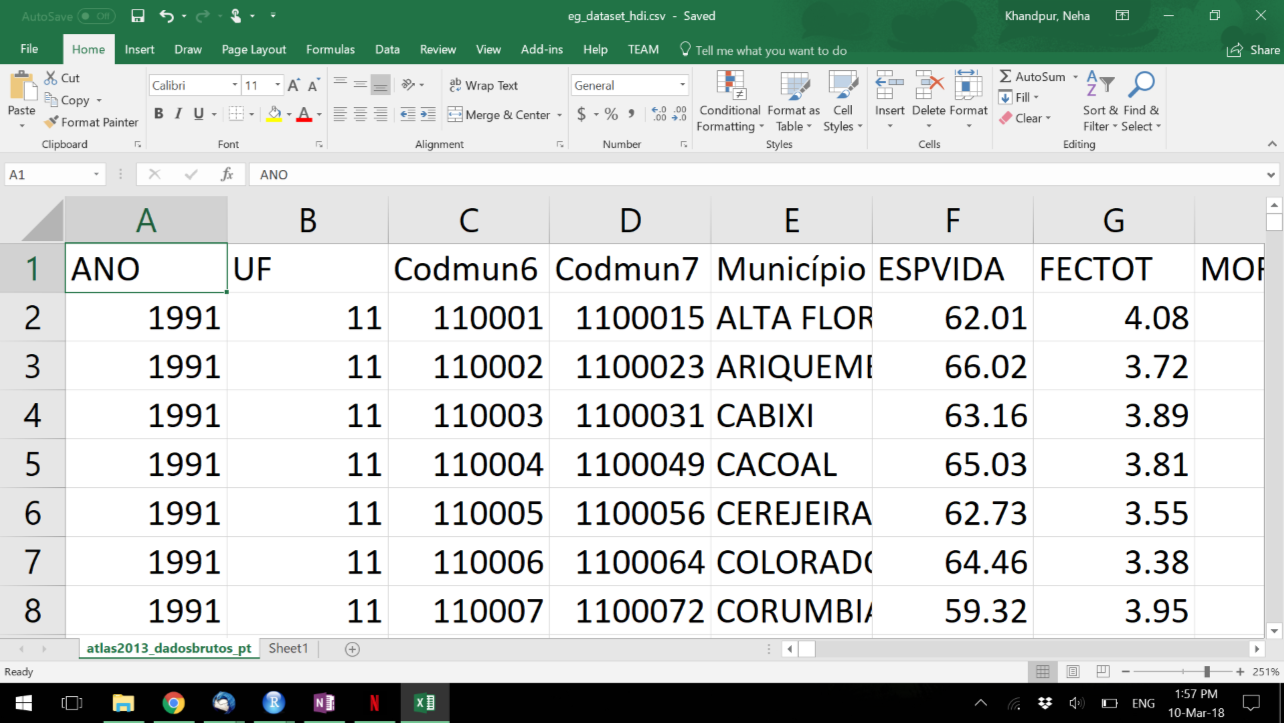 AutoSave Off
eg_dataset_hdi.csv - Saved
Khandpur, Neha
File Home Insert Draw Page Layout Formulas Data Review View Add-ins Help TEAM Tell me what you want to do Share
Paste
Cut
Copy
Format Painter
Clipboard
Calibri 11
B I U
Font
Wrap Text
Merge & Center
Alignment
General
$ % ,
Number
Conditional Formatting
Format as Table
Cell Styles
Styles
Insert Delete Format
Cells
AutoSum
Fill
Clear
Sort & Filter
Find & Select
Editing
A1 fx ANO
A B C D E F G
1 ANO UF Codmun6 Codmun7 Município ESPVIDA FECTOT
2 1991 11 110001 1100015 ALTA FLOR 62.01 4.08
3 1991 11 110002 1100023 ARIQUEME 66.02 3.72
4 1991 11 110003 1100031 CABIXI 63.16 3.89
5 1991 11 110004 1100049 CACOAL 65.03 3.81
6 1991 11 110005 1100056 CEREJEIRA 62.73 3.55
7 1991 11 110006 1100064 COLORADO 64.46 3.38
8 1991 11 110007 1100072 CORUMBIA 59.32 3.95
atlas2013_dadosbrutos_pt Sheet1
Ready
251%
ENG
1:57 PM
10-Mar-18